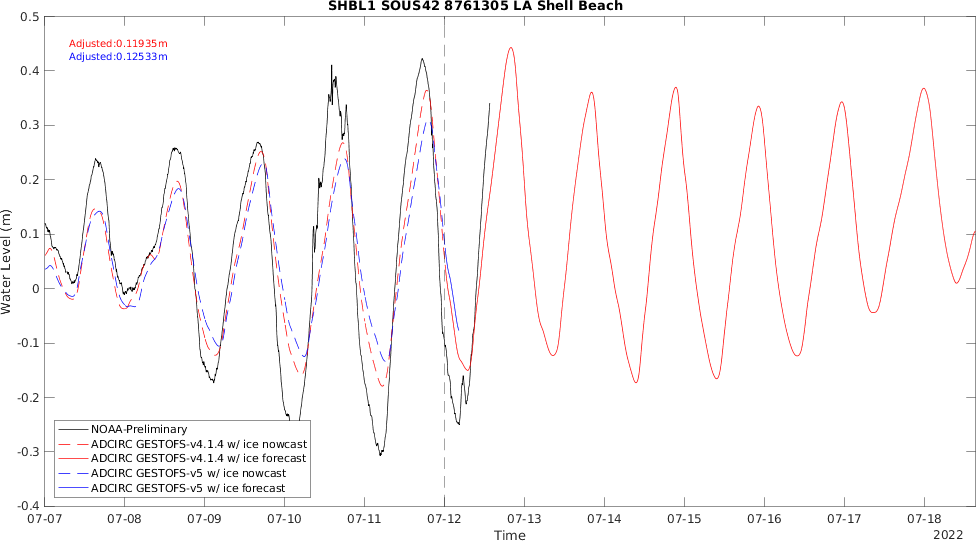 SHBL1 SOUS42 8761305 LA Shell Beach
Adjusted:0.11935m
Adjusted:0.12533m
0.5
0.4
0.3
0.2
0.1
0
-0.1
-0.2
-0.3
-0.4
Water Level (m)
NOAA-Preliminary
ADCIRC GESTOFS-v4.1.4 w/ ice nowcast
ADCIRC GESTOFS-v4.1.4 w/ ice forecast
ADCIRC GESTOFS-v5 w/ ice nowcast
ADCIRC GESTOFS-v5 w/ ice forecast
07-07 07-08 07-09 07-10 07-11 07-12 07-13 07-14 07-15 07-16 07-17 07-18
Time
2022